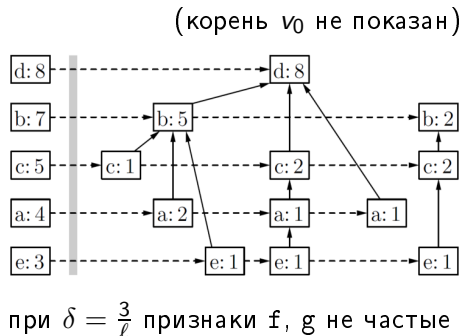 (корень v₀ не показан)
d: 8 d: 8
b: 7 b: 5 b: 2
c: 5 c: 1 c: 2 c: 2
a: 4 a: 2 a: 1 a: 1
e: 3 e: 1 e: 1 e: 1
при δ = 3/ℓ признаки f, g не частые